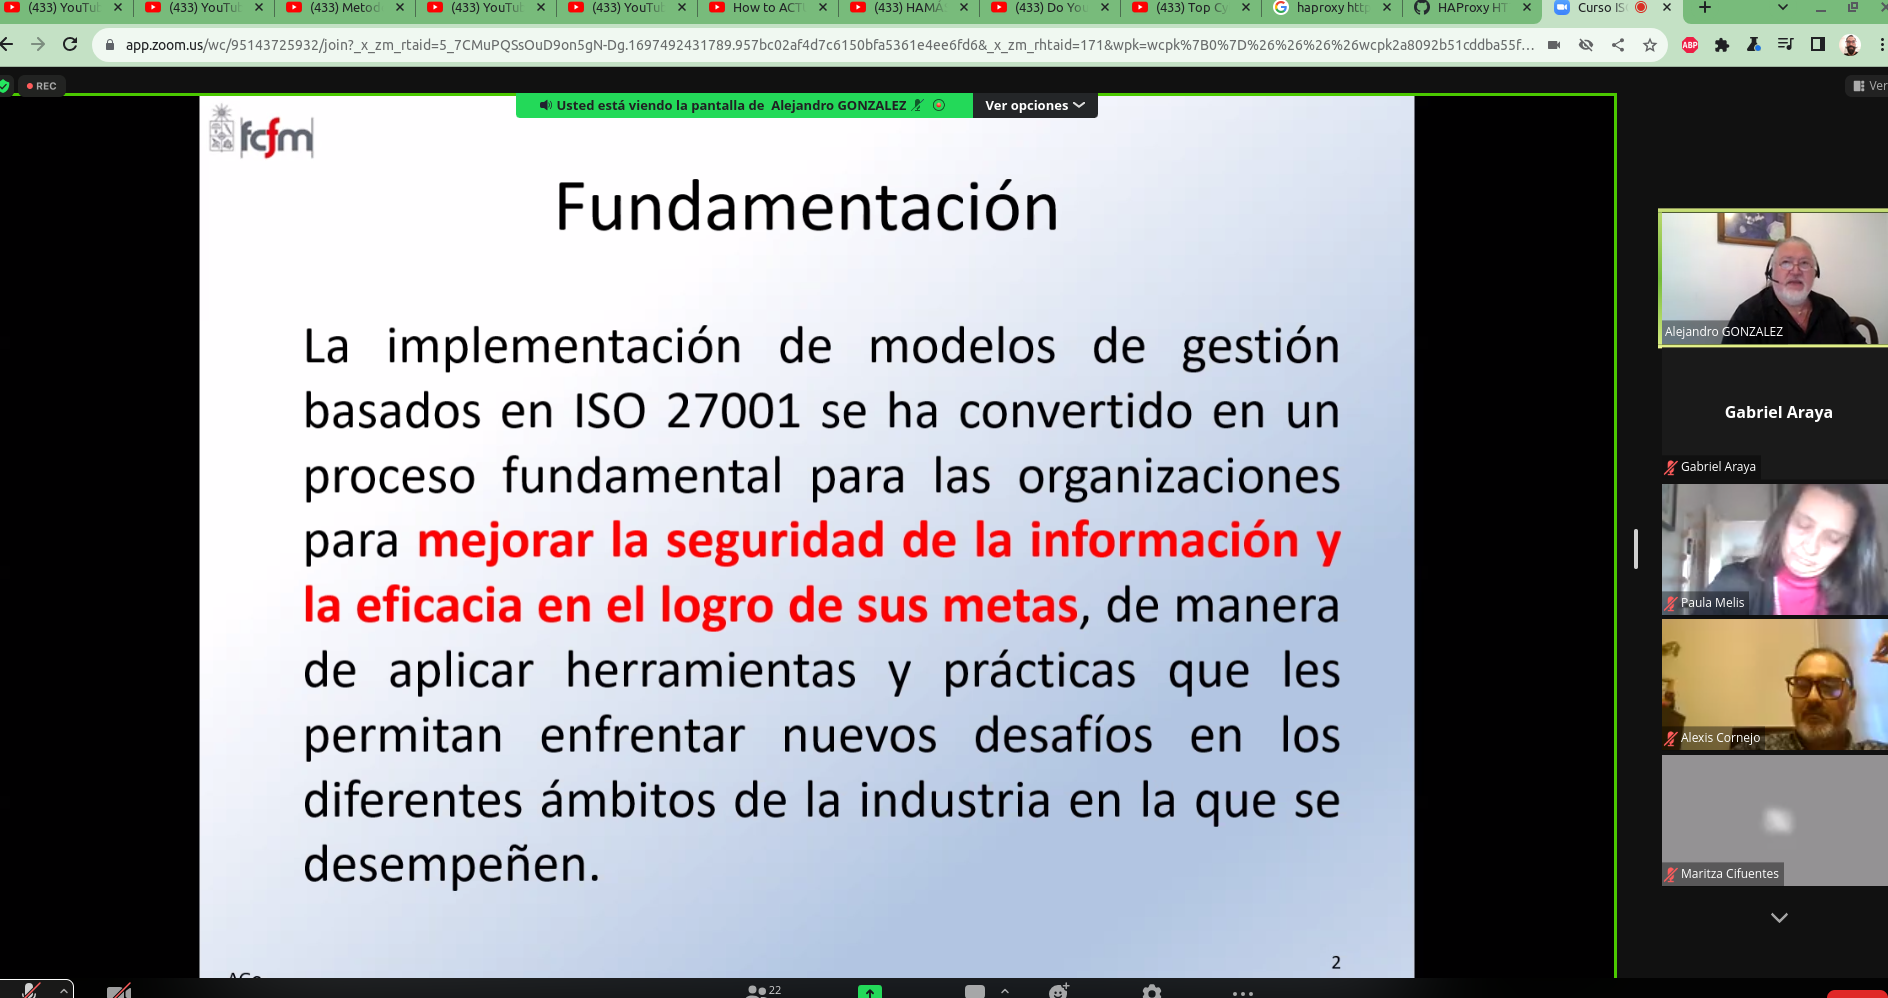 (433) YouTu
(433) YouTu
(433) Metod
(433) YouTu
(433) YouTu
How to ACT
(433) HAMÁ
(433) Do You
(433) Top Cy
haproxy http
HAProxy HT
Curso IS
app.zoom.us/wc/95143725932/join?_x_zm_rtaid=5_7CMuPQSsOuD9on5gN-Dg.1697492431789.957bc02af4d7c6150bfa5361e4ee6fd6&_x_zm_rhtaid=171&wpk=wcpk%7B0%7D%26%26%26%26wcpk2a8092b51cddba55f...
ABP
REC
Usted está viendo la pantalla de Alejandro GONZALEZ
Ver opciones
Ver
fcfm
Fundamentación
La implementación de modelos de gestión
basados en ISO 27001 se ha convertido en un
proceso fundamental para las organizaciones
para mejorar la seguridad de la información y
la eficacia en el logro de sus metas, de manera
de aplicar herramientas y prácticas que les
permitan enfrentar nuevos desafíos en los
diferentes ámbitos de la industria en la que se
desempeñen.
2
Alejandro GONZALEZ
Gabriel Araya
Gabriel Araya
Paula Melis
Alexis Cornejo
Maritza Cifuentes
22